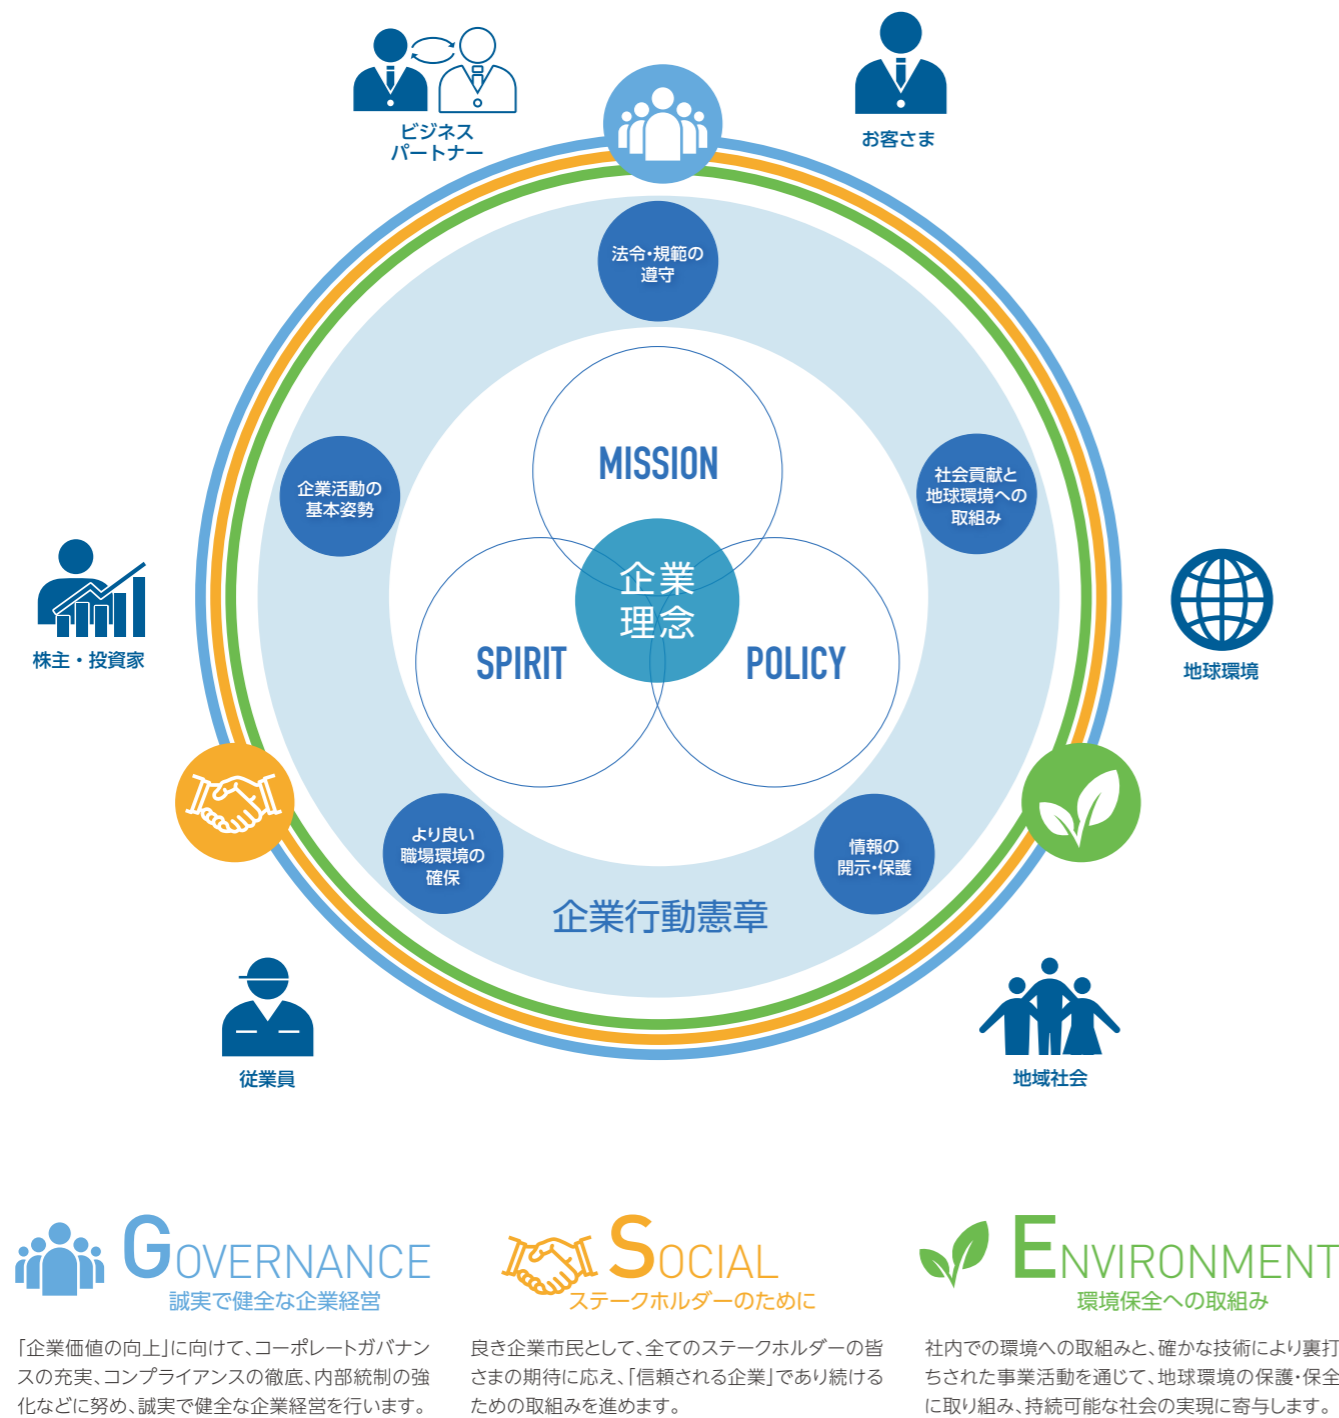 ビジネス
パートナー
お客さま
法令・規範の
遵守
企業活動の
基本姿勢
MISSION
社会貢献と
地球環境への
取組み
企業
理念
SPIRIT
POLICY
株主・投資家
地球環境
より良い
職場環境の
確保
情報の
開示・保護
企業行動憲章
従業員
地域社会
GOVERNANCE
誠実で健全な企業経営
「企業価値の向上」に向けて、コーポレートガバナン
スの充実、コンプライアンスの徹底、内部統制の強
化などに努め、誠実で健全な企業経営を行います。
SOCIAL
ステークホルダーのために
良き企業市民として、全てのステークホルダーの皆
さまの期待に応え、「信頼される企業」であり続ける
ための取組みを進めます。
ENVIRONMENT
環境保全への取組み
社内での環境への取組みと、確かな技術により裏打
ちされた事業活動を通じて、地球環境の保護・保全
に取り組み、持続可能な社会の実現に寄与します。